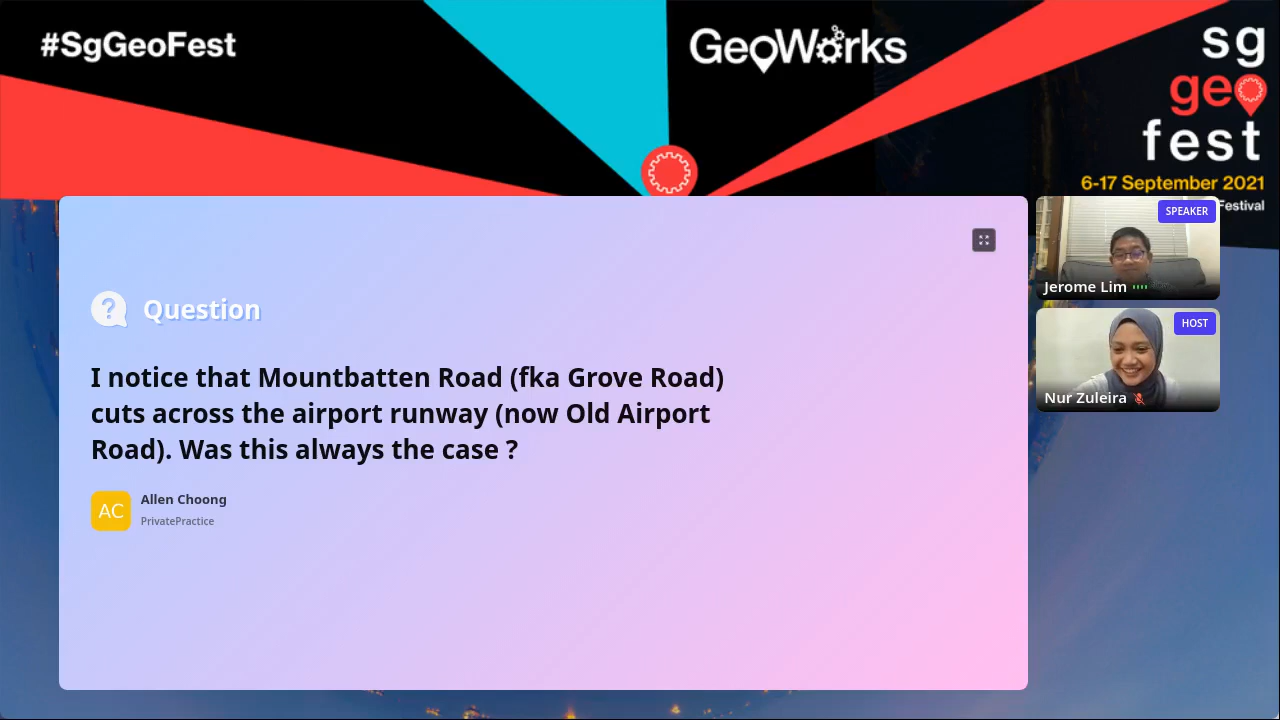 #SgGeoFest
GeoWorks
sg
geo
fest
6-17 September 2021
Festival
SPEAKER
Jerome Lim
HOST
Nur Zuleira
Question
I notice that Mountbatten Road (fka Grove Road)
cuts across the airport runway (now Old Airport
Road). Was this always the case ?
AC
Allen Choong
PrivatePractice